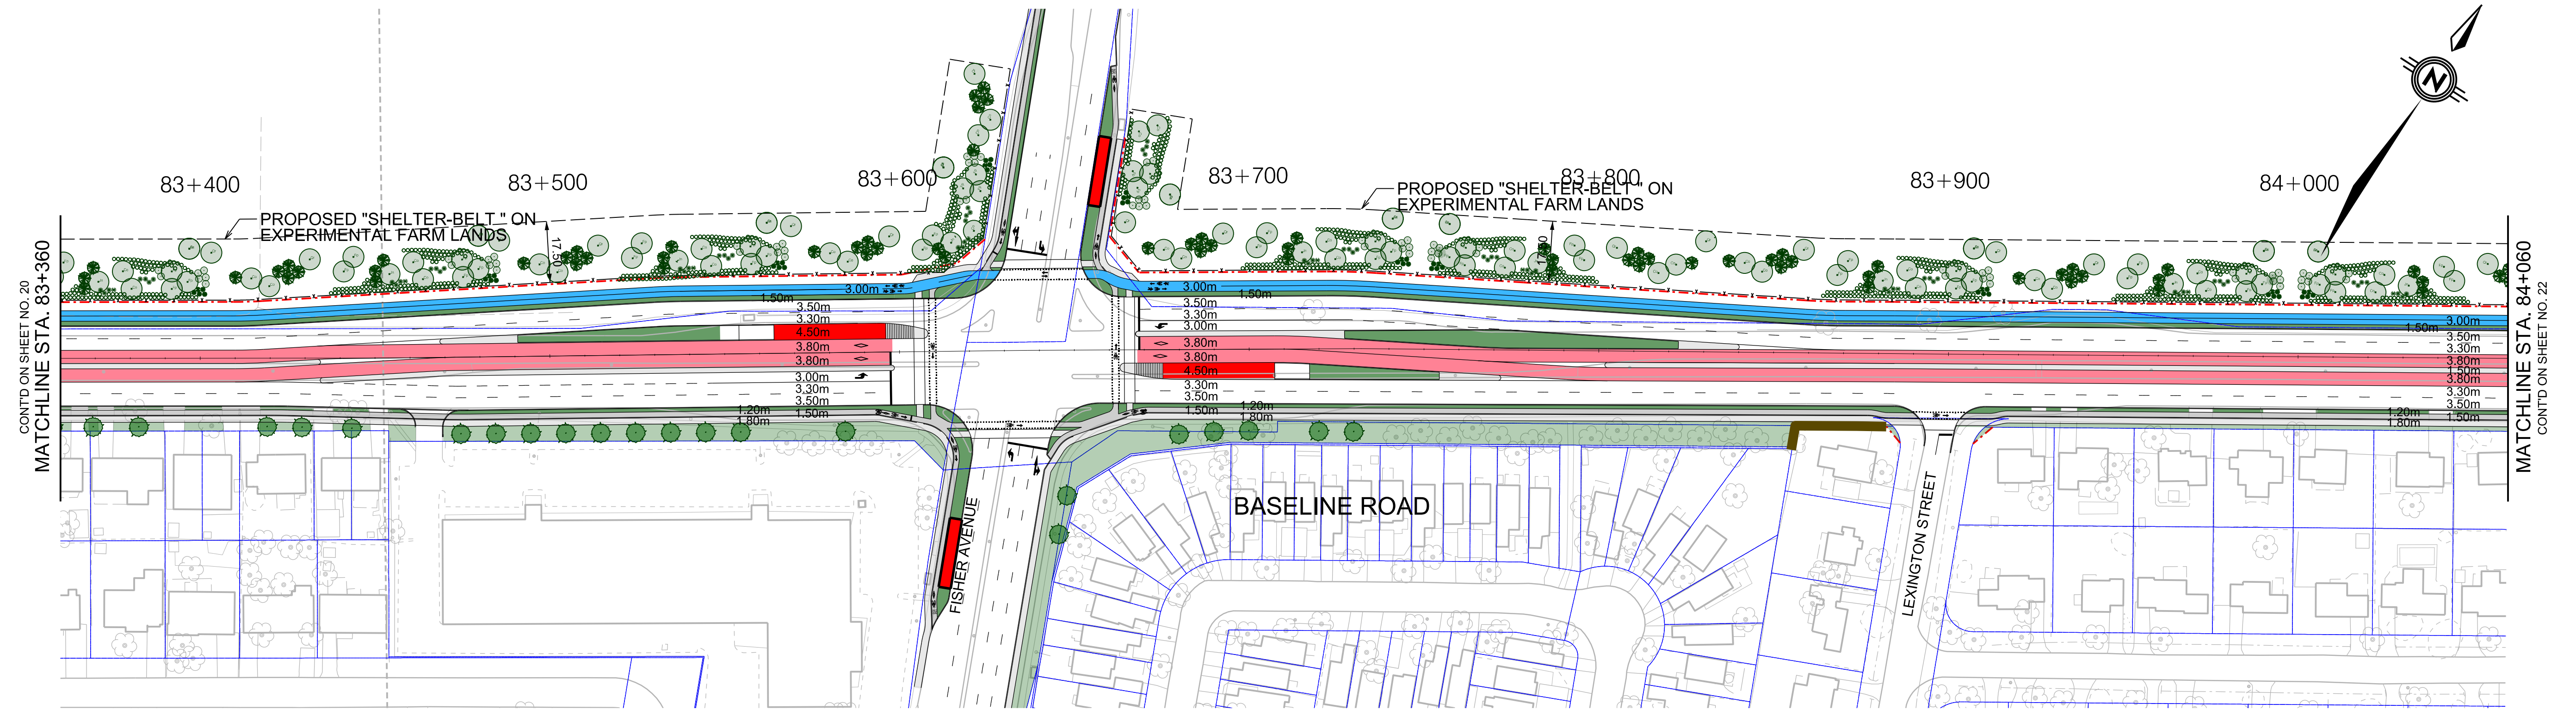 N
83+400
83+500
83+600
83+700
83+800
83+900
84+000
PROPOSED "SHELTER-BELT " ON
EXPERIMENTAL FARM LANDS
17.50
PROPOSED "SHELTER-BELT " ON
EXPERIMENTAL FARM LANDS
CONT'D ON SHEET NO. 20
MATCHLINE STA. 83+360
3.00m
1.50m
3.50m
3.30m
4.50m
3.80m
3.80m
3.00m
3.30m
3.50m
1.20m
1.50m
1.80m
3.00m
1.50m
3.50m
3.30m
3.00m
3.80m
3.80m
4.50m
3.30m
3.50m
1.20m
1.50m
1.80m
3.00m
1.50m
3.50m
3.30m
3.80m
1.50m
3.80m
3.30m
3.50m
1.20m
1.50m
1.80m
MATCHLINE STA. 84+060
CONT'D ON SHEET NO. 22
BASELINE ROAD
FISHER AVENUE
LEXINGTON STREET